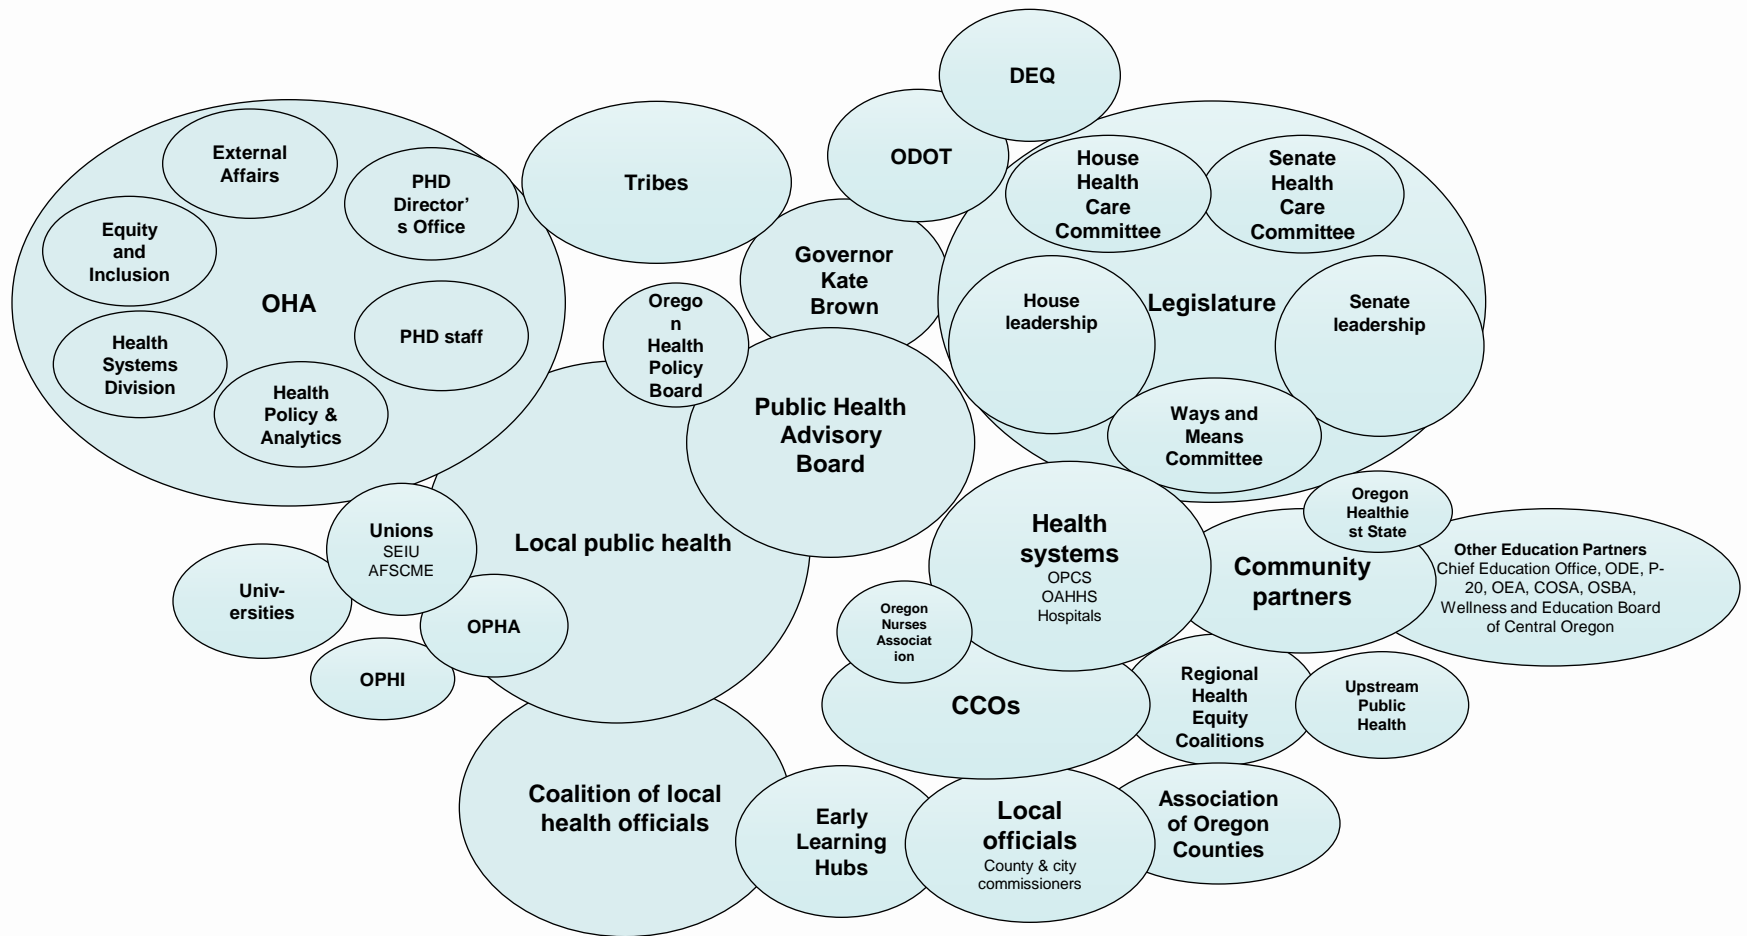 DEQ
External
Affairs
PHD
Director’
s Office
Equity
and
Inclusion
OHA
Health
Systems
Division
PHD staff
Health
Policy &
Analytics
Tribes
ODOT
Governor
Kate
Brown
House
Health
Care
Committee
Senate
Health
Care
Committee
House
leadership
Legislature
Senate
leadership
Ways and
Means
Committee
Orego
n
Health
Policy
Board
Public Health
Advisory
Board
Unions
SEIU
AFSCME
Local public health
Univ-
ersities
OPHA
OPHI
Health
systems
OPCS
OAHHS
Hospitals
Oregon
Nurses
Associat
ion
Community
partners
Oregon
Healthie
st State
Other Education Partners
Chief Education Office, ODE, P-
20, OEA, COSA, OSBA,
Wellness and Education Board
of Central Oregon
CCOs
Regional
Health
Equity
Coalitions
Upstream
Public
Health
Coalition of local
health officials
Early
Learning
Hubs
Local
officials
County & city
commissioners
Association
of Oregon
Counties